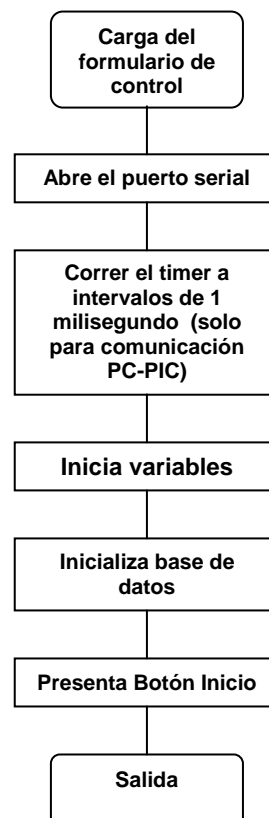 Carga del
formulario de
control
Abre el puerto serial
Correr el timer a
intervalos de 1
milisegundo (solo
para comunicación
PC-PIC)
Inicia variables
Inicializa base de
datos
Presenta Botón Inicio
Salida